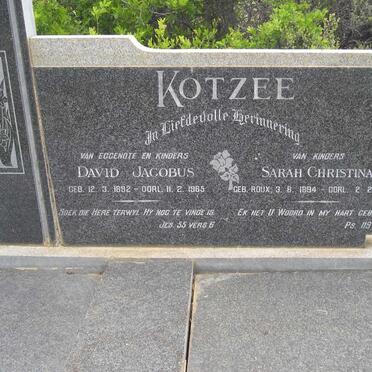 KOTZEE
In Liefdevolle Herinnering
VAN EGGENOTE EN KINDERS
DAVID JACOBUS
GEB. 12. 3. 1892 - OORL. 11. 2. 1965
SOEK DIE HERE TERWYL HY NOG TE VINDE IS
JES. 55 VERS 6
VAN KINDERS
SARAH CHRISTINA
GEB. ROUX. 3. 8. 1894 - OORL. 2.
EK HET U WOORD IN MY HART
PS. 119